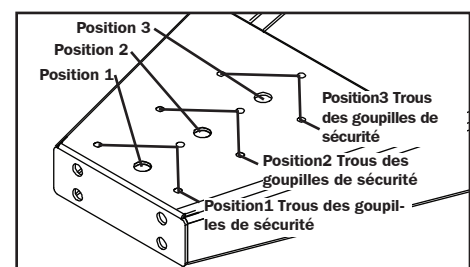 Position 3
Position 2
Position 1
Position3 Trous
des goupilles de
sécurité
Position2 Trous des
goupilles de sécurité
Position1 Trous des goupil-
les de sécurité